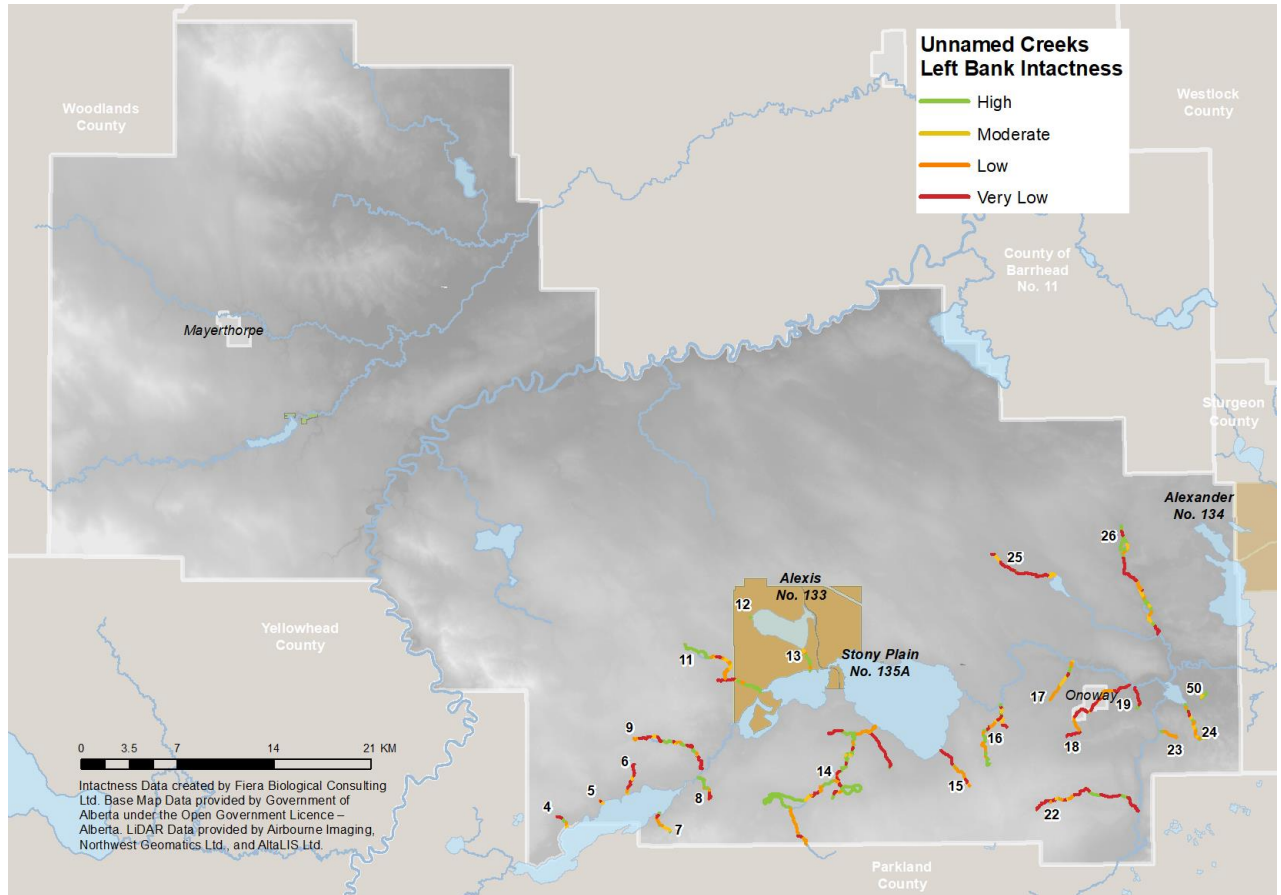 Unnamed Creeks
Left Bank Intactness
High
Moderate
Low
Very Low
Woodlands
County
Westlock
County
County of
Barrhead
No. 11
Mayerthorpe
Sturgeon
County
Alexander
No. 134
26
25
Alexis
No. 133
12
Yellowhead
County
11
13
Stony Plain
No. 135A
17
Onoway
19
50
9
16
18
23
24
0 3.5 7 14 21 KM
6
14
5
8
15
4
7
22
Intactness Data created by Fiera Biological Consulting
Ltd. Base Map Data provided by Government of
Alberta under the Open Government Licence –
Alberta. LiDAR Data provided by Airbourne Imaging,
Northwest Geomatics Ltd., and AltaLIS Ltd.
Parkland
County